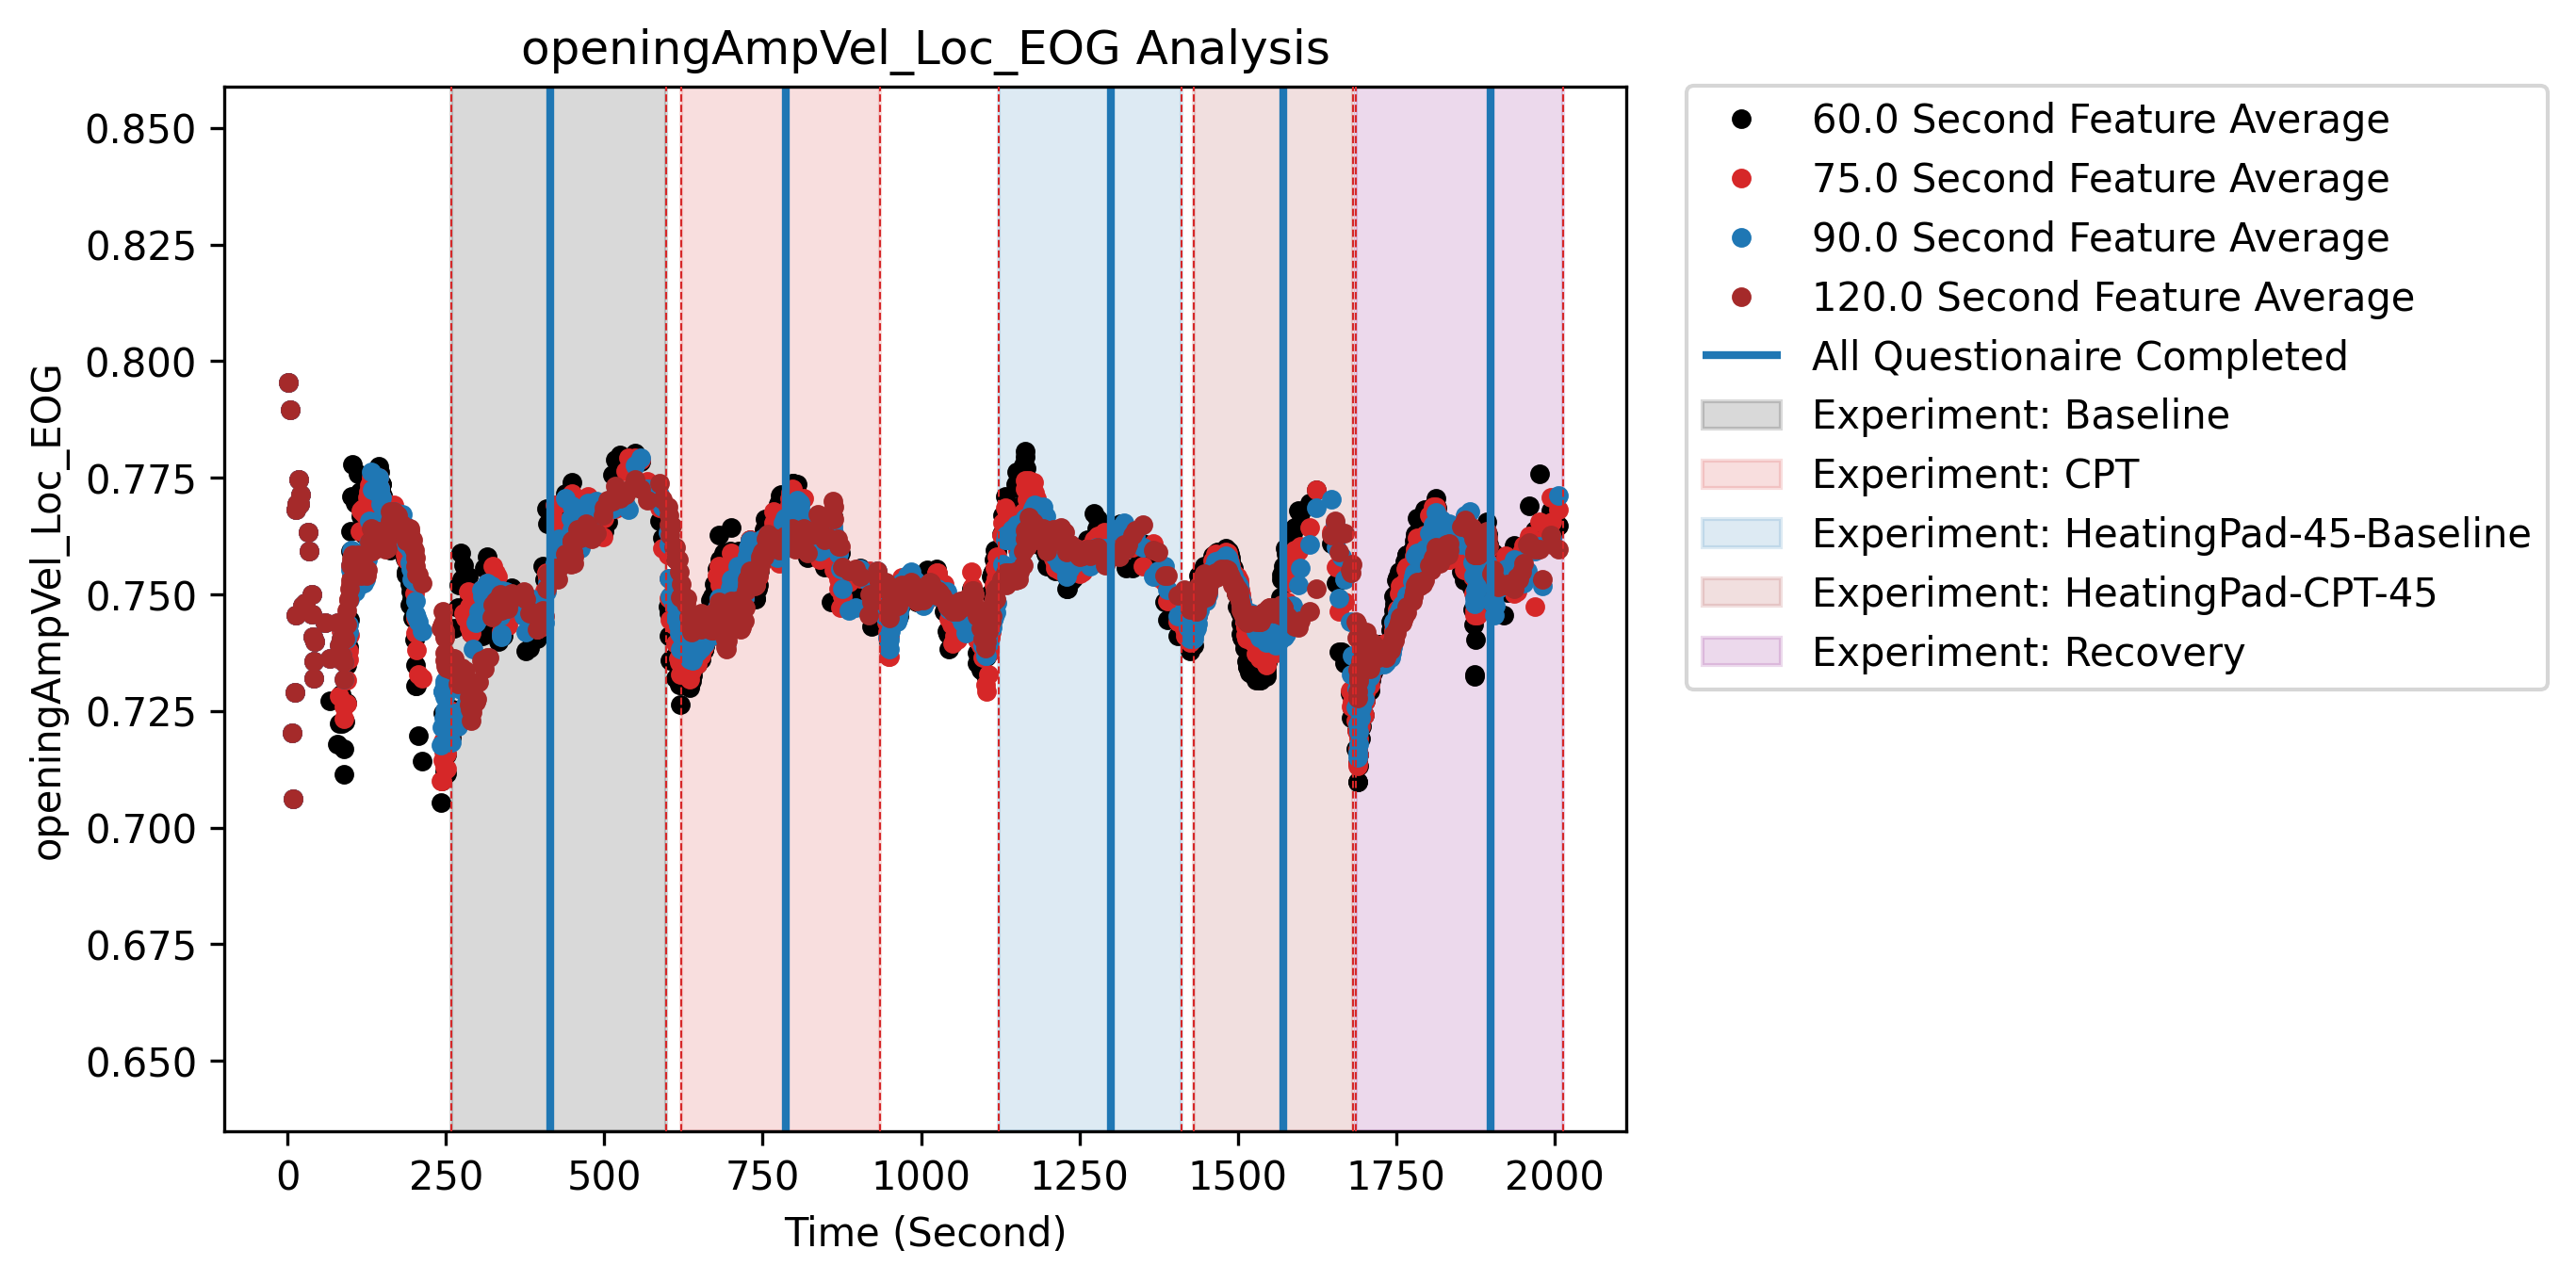 openingAmpVel_Loc_EOG Analysis
openingAmpVel_Loc_EOG
0.850
0.825
0.800
0.775
0.750
0.725
0.700
0.675
0.650
0 250 500 750 1000 1250 1500 1750 2000
Time (Second)
60.0 Second Feature Average
75.0 Second Feature Average
90.0 Second Feature Average
120.0 Second Feature Average
All Questionaire Completed
Experiment: Baseline
Experiment: CPT
Experiment: HeatingPad-45-Baseline
Experiment: HeatingPad-CPT-45
Experiment: Recovery